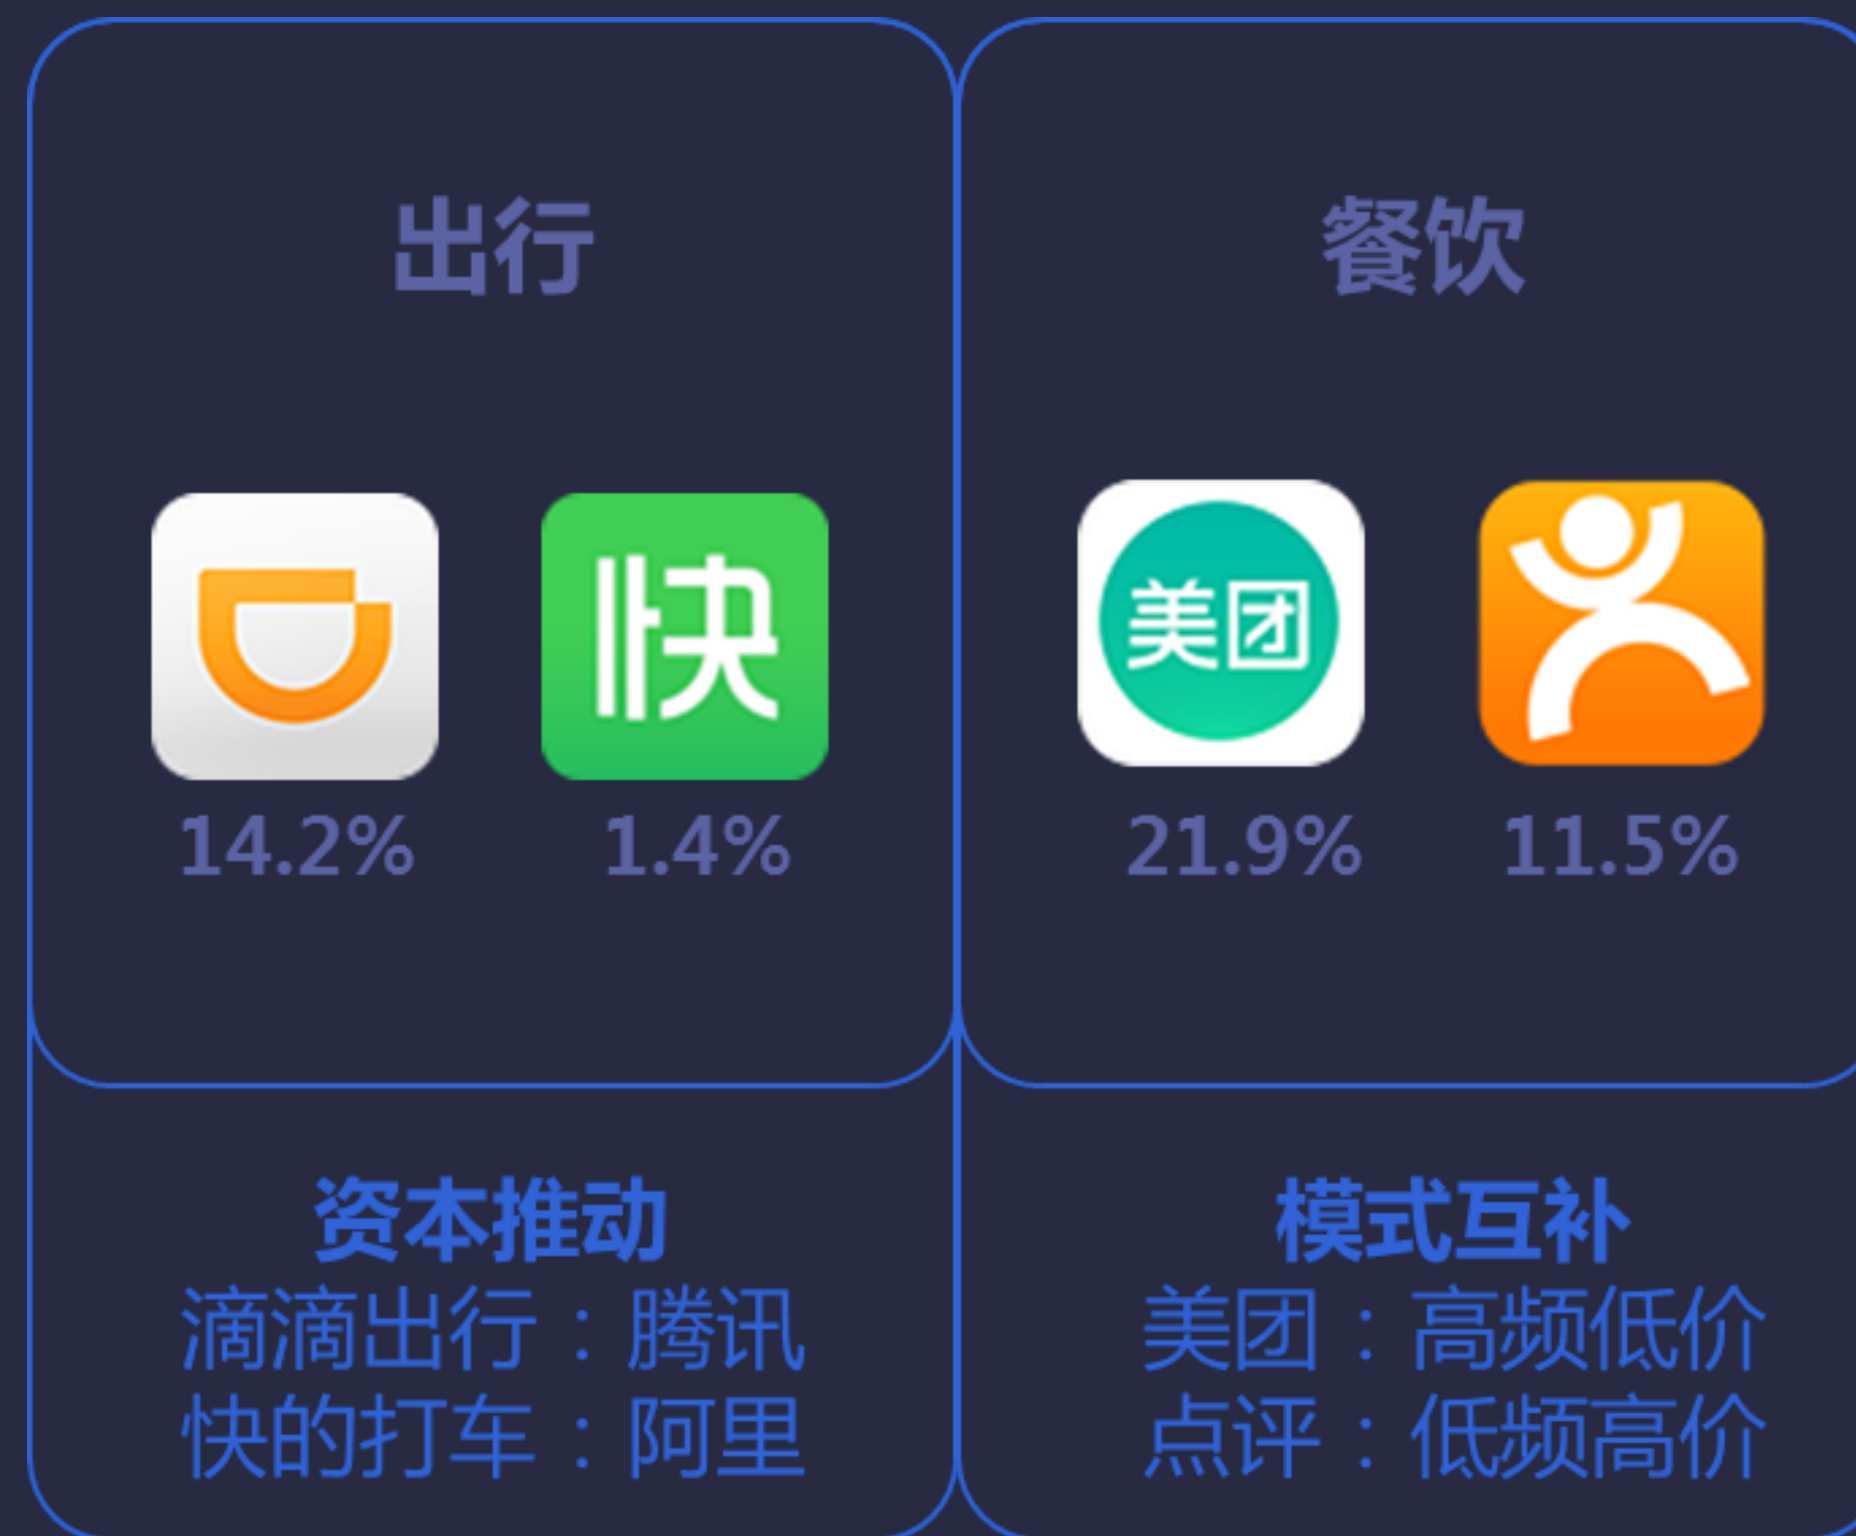 出行
快
14.2%
1.4%
资本推动
滴滴出行：腾讯
快的打车：阿里
餐饮
美团
21.9%
11.5%
模式互补
美团：高频低价
点评：低频高价